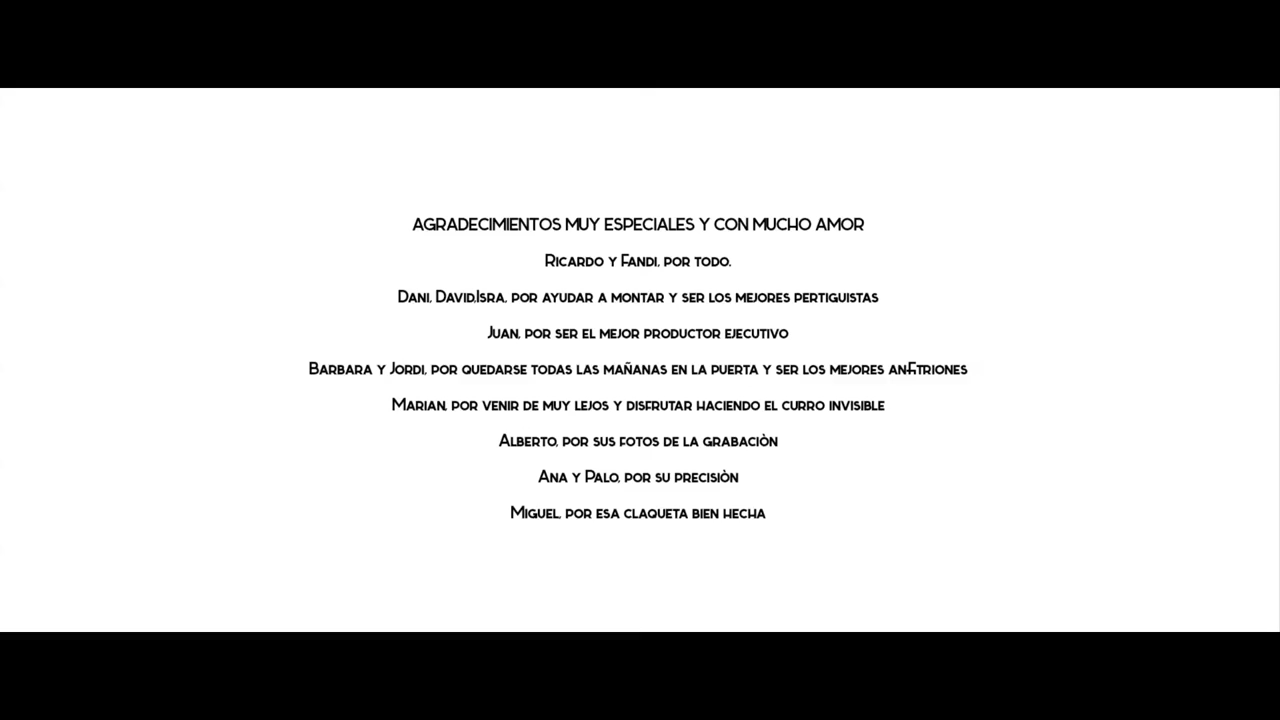 AGRADECIMIENTOS MUY ESPECIALES Y CON MUCHO AMOR
Ricardo y Fandi, por todo.
Dani, David,Isra, por ayudar a montar y ser los mejores pertiguistas
Juan, por ser el mejor productor ejecutivo
Barbara y Jordi, por quedarse todas las mañanas en la puerta y ser los mejores anfitriones
Marian, por venir de muy lejos y disfrutar haciendo el curro invisible
Alberto, por sus fotos de la grabaciòn
Ana y Palo, por su precisiòn
Miguel, por esa claqueta bien hecha